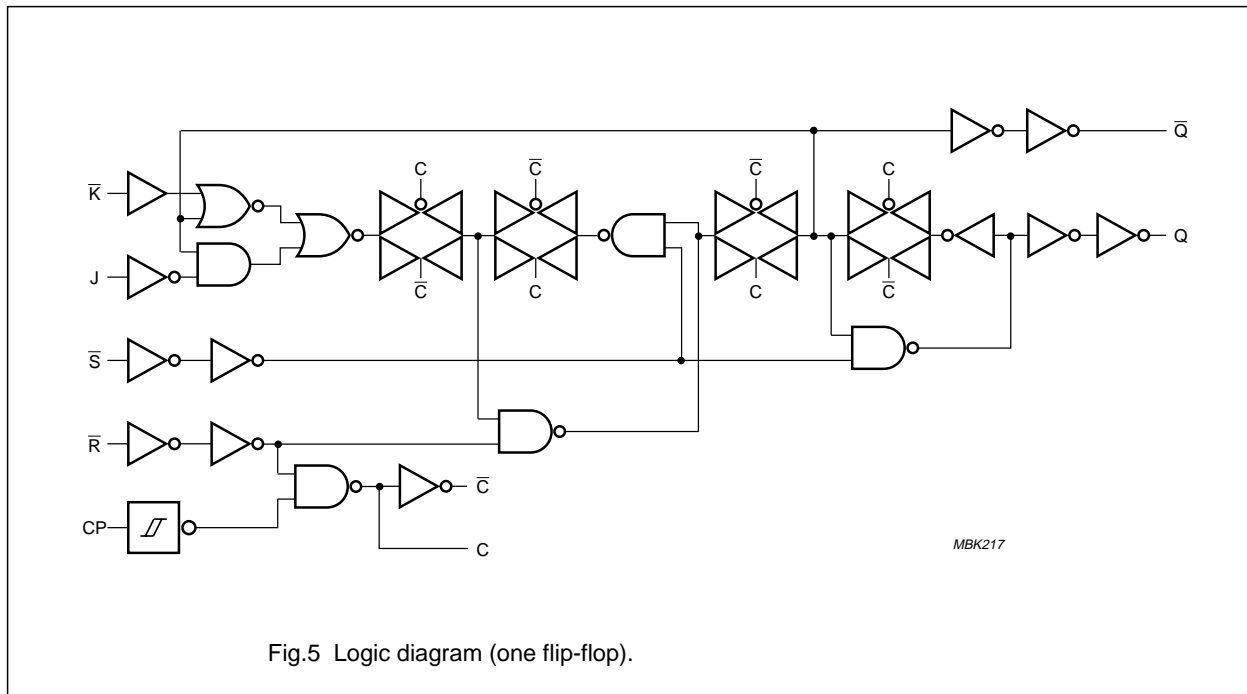 Q̅
C
C̅
C̅
C
K̅
Q
J
C̅
C
C
C̅
S̅
R̅
C̅
CP
C
MBK217
Fig.5 Logic diagram (one flip-flop).